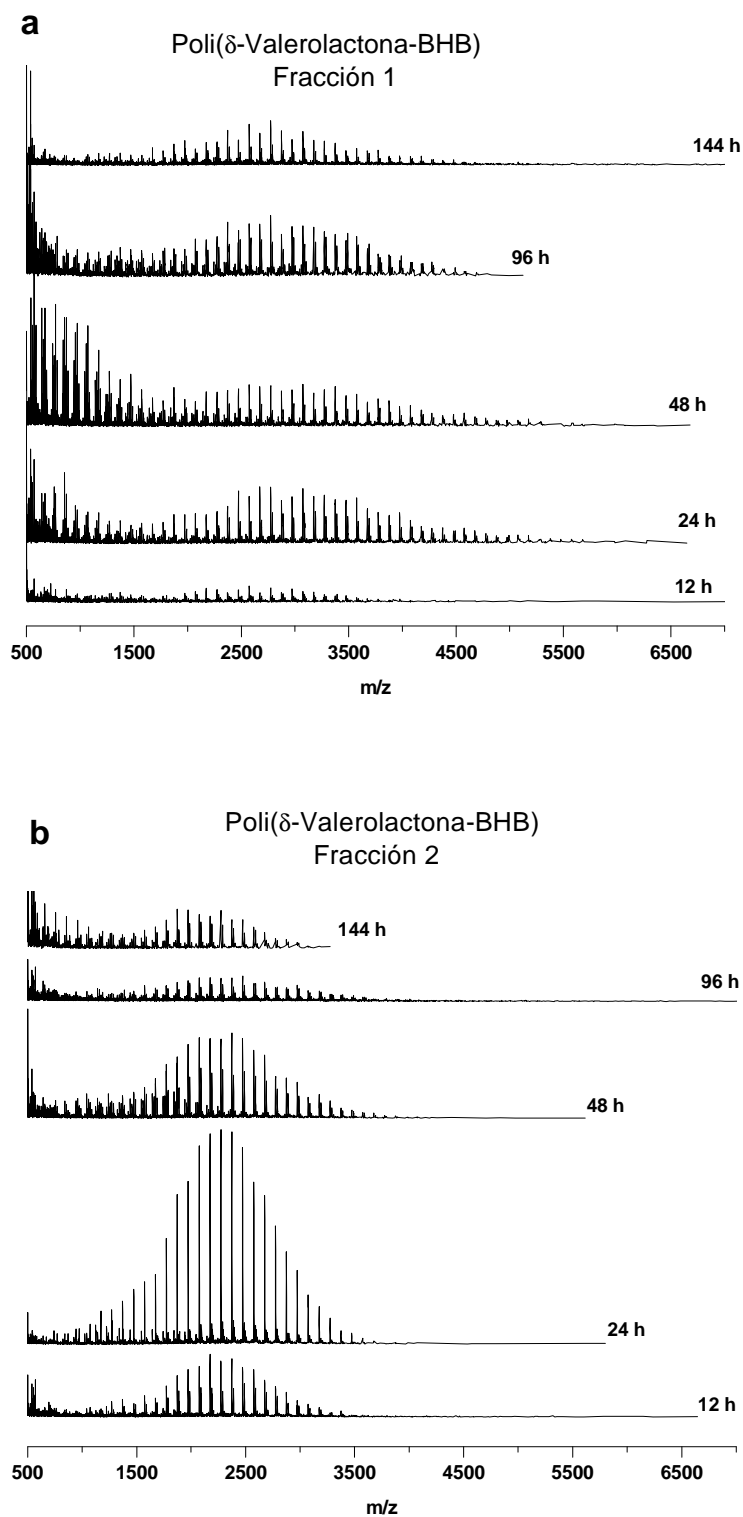 a
Poli(δ-Valerolactona-BHB)
Fracción 1
144 h
96 h
48 h
24 h
12 h
500 1500 2500 3500 4500 5500 6500
m/z
b
Poli(δ-Valerolactona-BHB)
Fracción 2
144 h
96 h
48 h
24 h
12 h
500 1500 2500 3500 4500 5500 6500
m/z